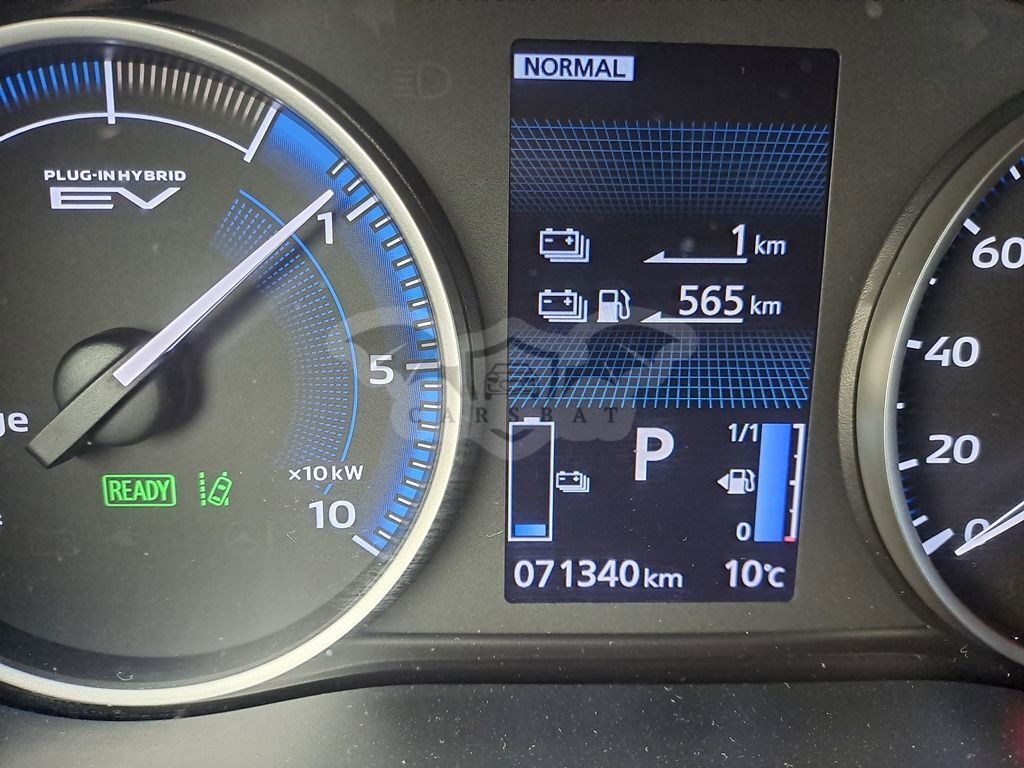 NORMAL
PLUG-IN HYBRID
EV
1
5
×10 kW
10
ge
READY
1 km
565 km
CARSBAT
P
1/1
0
071340 km
10°C
60
40
20
0